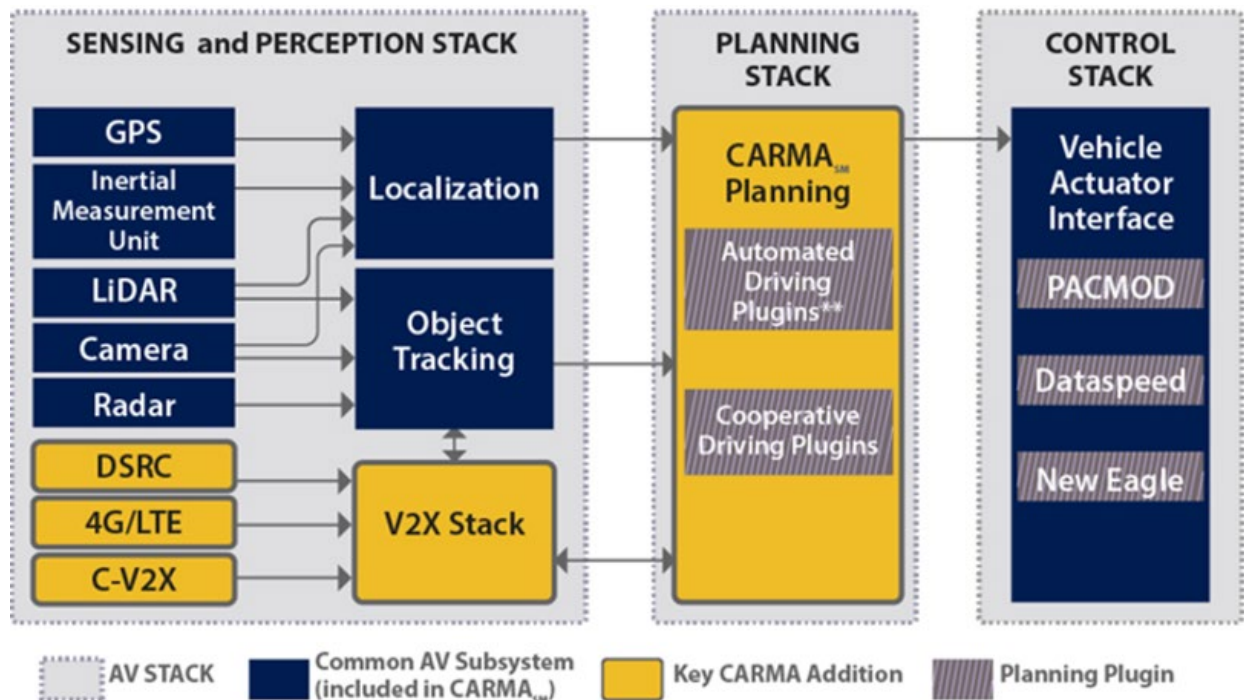 SENSING and PERCEPTION STACK
GPS
Inertial
Measurement
Unit
LiDAR
Camera
Radar
DSRC
4G/LTE
C-V2X
Localization
Object
Tracking
V2X Stack
PLANNING
STACK
CARMA℠
Planning
Automated
Driving
Plugins**
Cooperative
Driving Plugins
CONTROL
STACK
Vehicle
Actuator
Interface
PACMOD
Dataspeed
New Eagle
AV STACK
Common AV Subsystem
(included in CARMA℠)
Key CARMA Addition
Planning Plugin